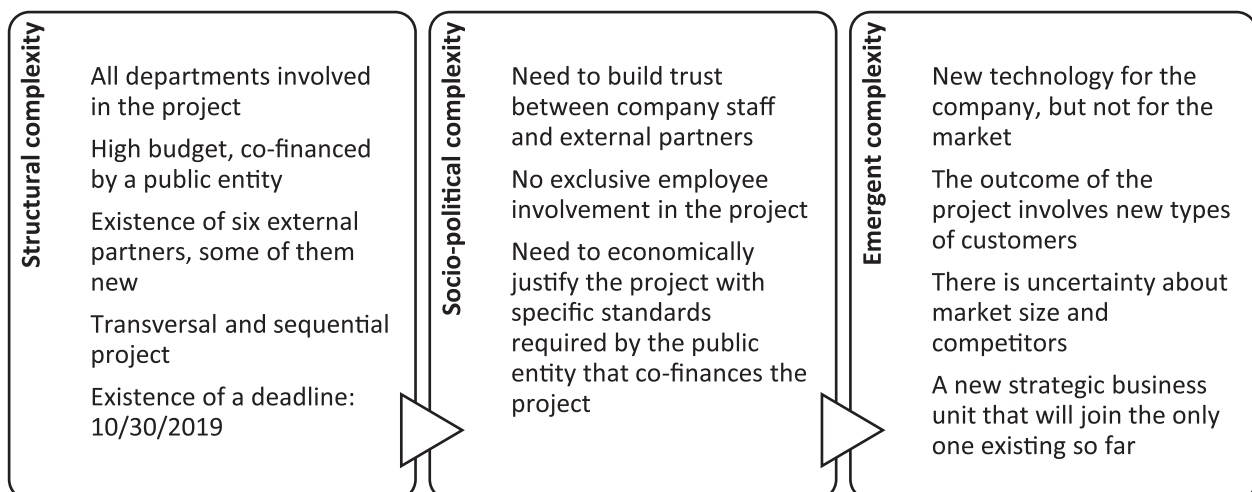 Structural complexity
All departments involved
in the project
High budget, co-financed
by a public entity
Existence of six external
partners, some of them
new
Transversal and sequential
project
Existence of a deadline:
10/30/2019
Socio-political complexity
Need to build trust
between company staff
and external partners
No exclusive employee
involvement in the project
Need to economically
justify the project with
specific standards
required by the public
entity that co-finances the
project
Emergent complexity
New technology for the
company, but not for the
market
The outcome of the
project involves new types
of customers
There is uncertainty about
market size and
competitors
A new strategic business
unit that will join the only
one existing so far